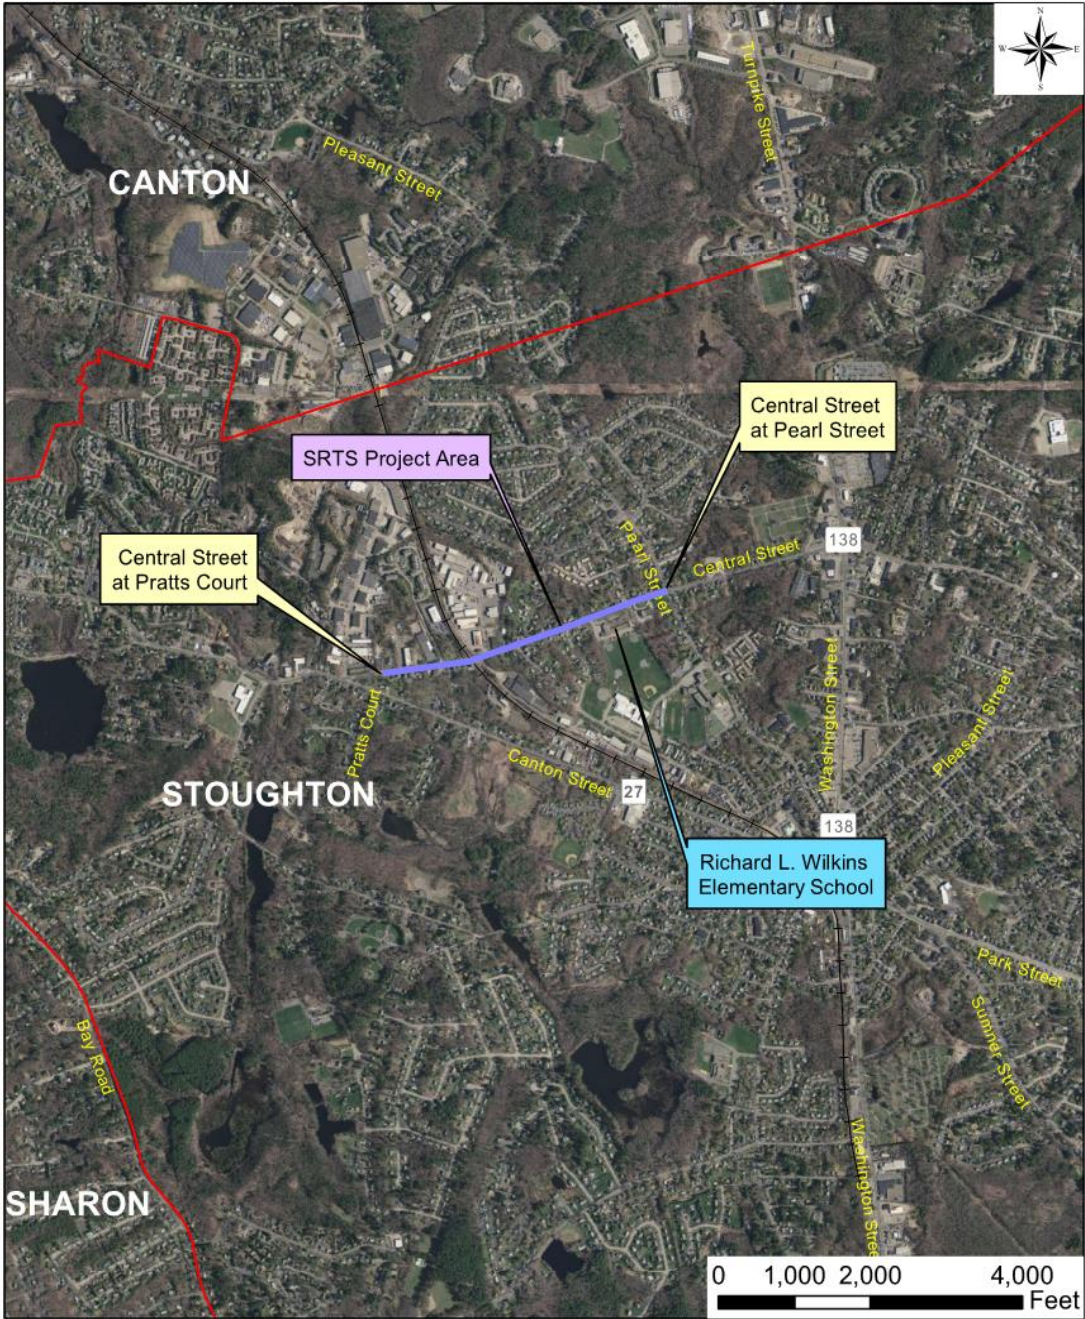 N
W E
S
Turnpike Street
Pleasant Street
CANTON
Central Street
at Pearl Street
SRTS Project Area
Pearl Street
138
Central Street
Central Street
at Pratts Court
Washington Street
Pleasant Street
Pratts Court
Canton Street
27
STOUGHTON
138
Richard L. Wilkins
Elementary School
Park Street
Sumner Street
Bay Road
Washington Street
SHARON
0 1,000 2,000 4,000
Feet